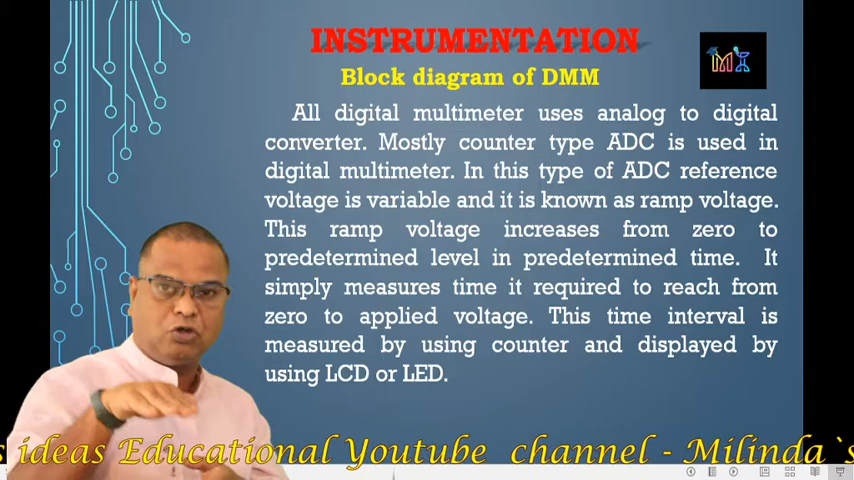 INSTRUMENTATION
Block diagram of DMM
MI
All digital multimeter uses analog to digital
converter. Mostly counter type ADC is used in
digital multimeter. In this type of ADC reference
voltage is variable and it is known as ramp voltage.
This ramp voltage increases from zero to
predetermined level in predetermined time. It
simply measures time it required to reach from
zero to applied voltage. This time interval is
measured by using counter and displayed by
using LCD or LED.
s ideas Educational Youtube channel - Milinda`s